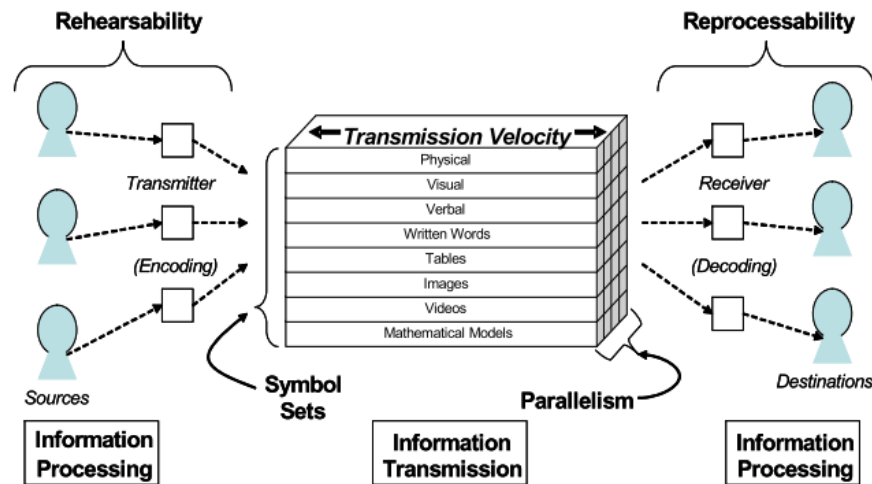 Rehearsability
Reprocessability
Transmission Velocity
Physical
Visual
Verbal
Written Words
Tables
Images
Videos
Mathematical Models
Transmitter
(Encoding)
Sources
Receiver
(Decoding)
Destinations
Symbol
Sets
Parallelism
Information
Processing
Information
Transmission
Information
Processing